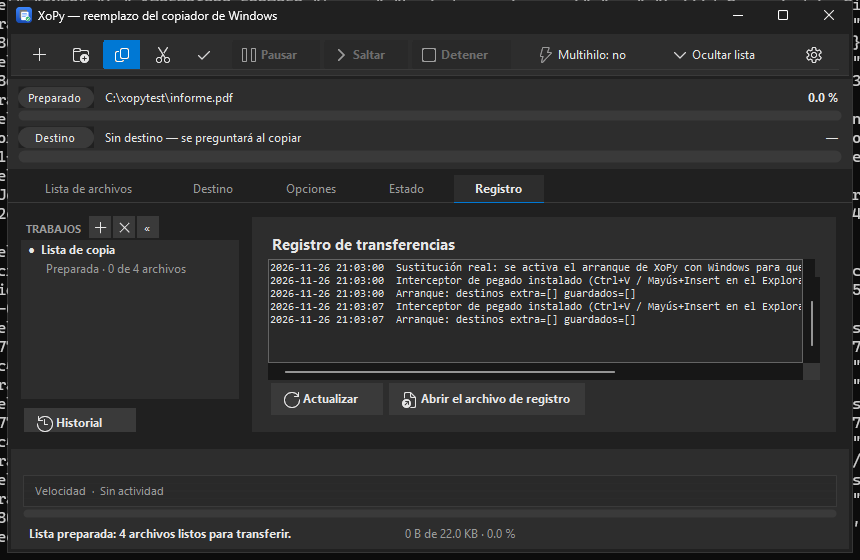 XoPy — reemplazo del copiador de Windows
Pausar
Saltar
Detener
Multihilo: no
Ocultar lista
Preparado
C:\xopytest\informe.pdf
0.0 %
Destino
Sin destino — se preguntará al copiar
—
Lista de archivos
Destino
Opciones
Estado
Registro
TRABAJOS
«
Lista de copia
Preparada · 0 de 4 archivos
Historial
Registro de transferencias
2026-11-26 21:03:00 Sustitución real: se activa el arranque de XoPy con Windows para que
2026-11-26 21:03:00 Interceptor de pegado instalado (Ctrl+V / Mayús+Insert en el Explora
2026-11-26 21:03:00 Arranque: destinos extra=[] guardados=[]
2026-11-26 21:03:07 Interceptor de pegado instalado (Ctrl+V / Mayús+Insert en el Explora
2026-11-26 21:03:07 Arranque: destinos extra=[] guardados=[]
Actualizar
Abrir el archivo de registro
Velocidad · Sin actividad
Lista preparada: 4 archivos listos para transferir.
0 B de 22.0 KB · 0.0 %